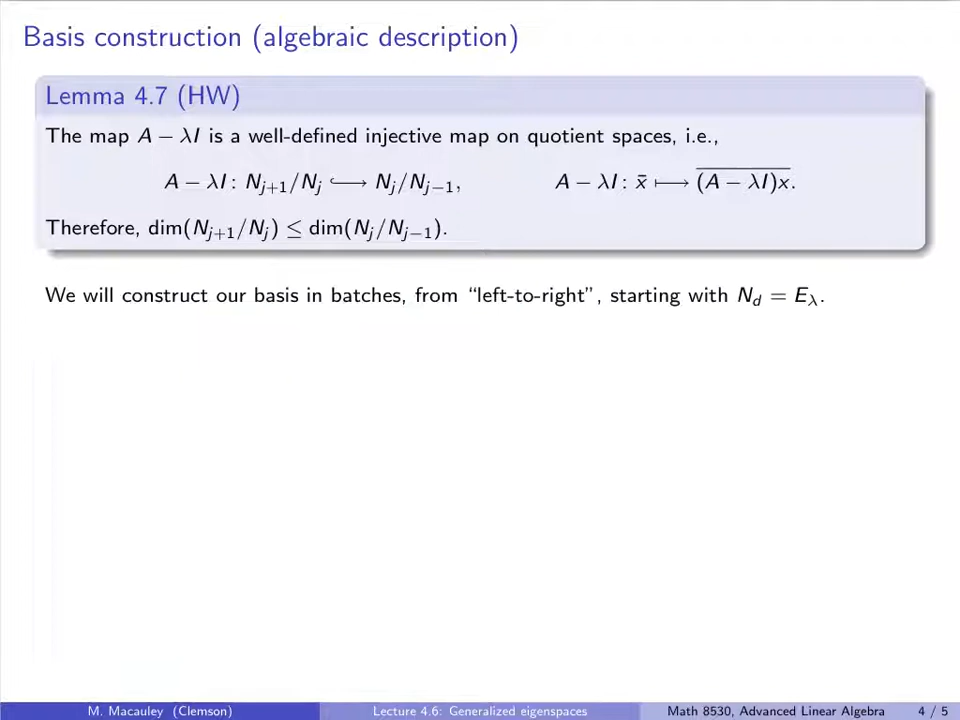 Basis construction (algebraic description)
Lemma 4.7 (HW)
The map A − λI is a well-defined injective map on quotient spaces, i.e.,
A − λI : N_{j+1}/N_j ↪ N_j/N_{j−1}, A − λI : x̄ ⟼ \overline{(A − λI)x}.
Therefore, dim(N_{j+1}/N_j) ≤ dim(N_j/N_{j−1}).
We will construct our basis in batches, from “left-to-right”, starting with N_d = E_λ.
M. Macauley (Clemson) Lecture 4.6: Generalized eigenspaces Math 8530, Advanced Linear Algebra 4 / 5